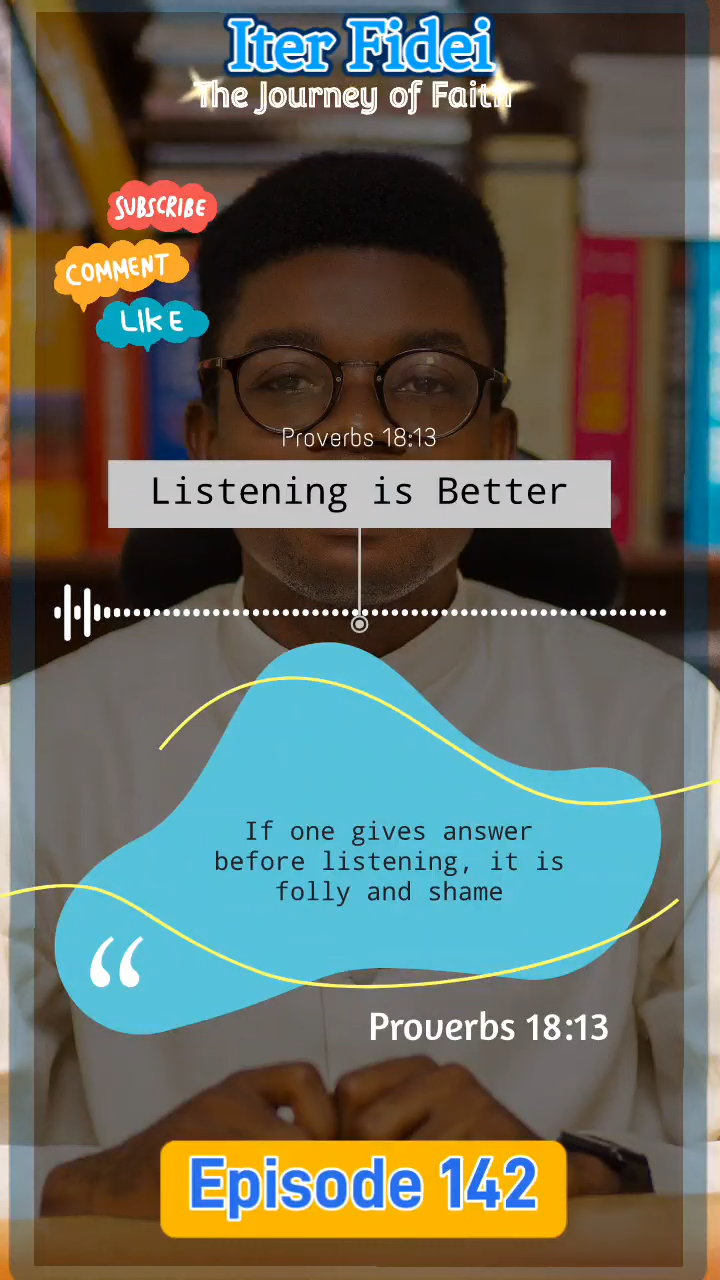 Iter Fidei
The Journey of Faith
SUBSCRIBE
COMMENT
LIKE
Proverbs 18:13
Listening is Better
If one gives answer
before listening, it is
folly and shame
“
Proverbs 18:13
Episode 142